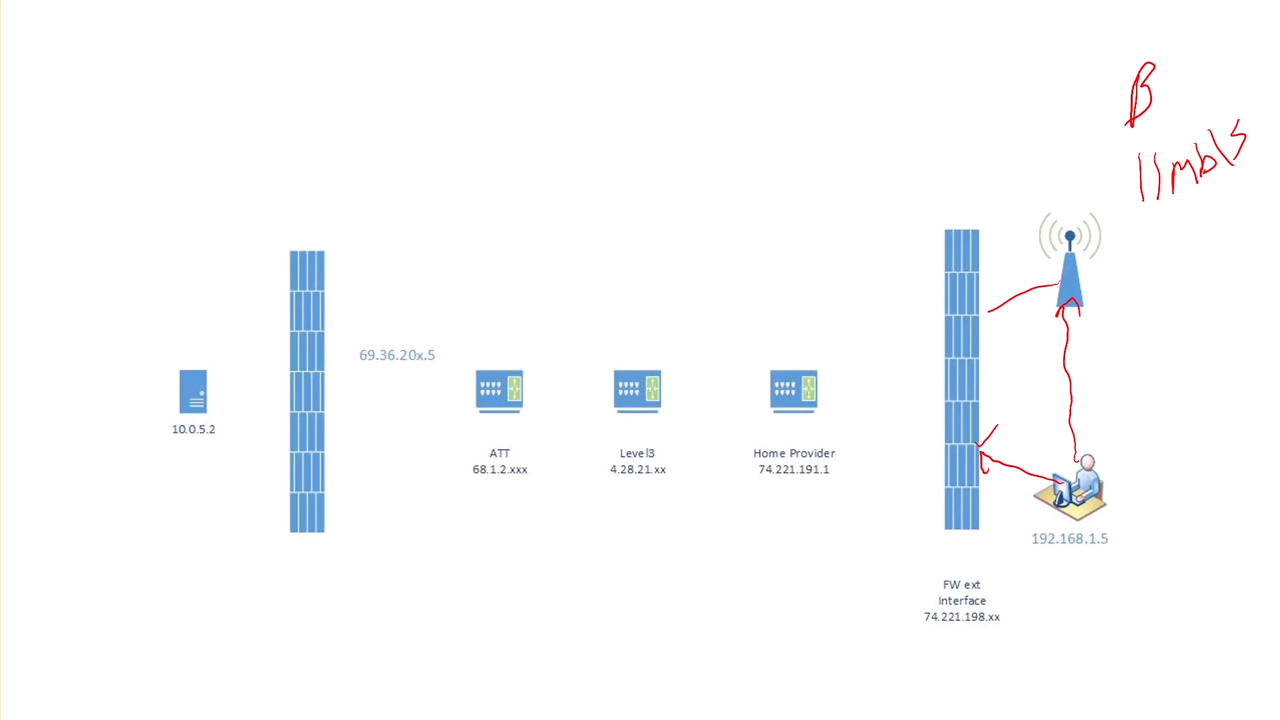 B
11mb/s
69.36.20x.5
10.0.5.2
ATT
68.1.2.xxx
Level3
4.28.21.xx
Home Provider
74.221.191.1
192.168.1.5
FW ext
Interface
74.221.198.xx